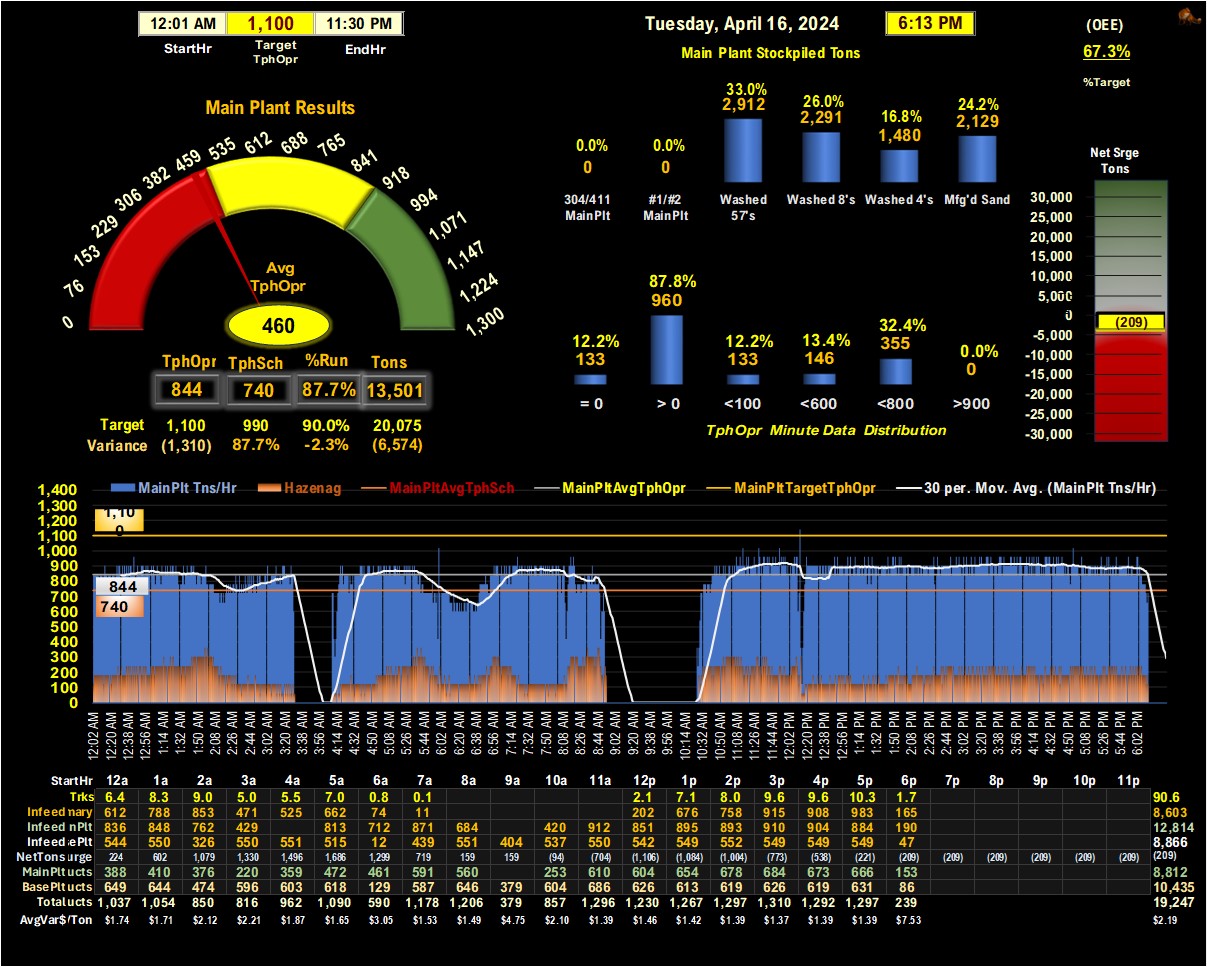 12:01 AM 1,100 11:30 PM
StartHr Target TphOpr EndHr
Tuesday, April 16, 2024 6:13 PM
Main Plant Stockpiled Tons
(OEE)
67.3%
%Target
Main Plant Results
0 76 153 229 306 382 459 535 612 688 765 841 918 994 1,071 1,147 1,224 1,300
Avg
TphOpr
460
TphOpr TphSch %Run Tons
844 740 87.7% 13,501
Target 1,100 990 90.0% 20,075
Variance (1,310) 87.7% -2.3% (6,574)
0.0% 0.0% 33.0% 26.0% 16.8% 24.2%
0 0 2,912 2,291 1,480 2,129
304/411 MainPlt #1/#2 MainPlt Washed 57's Washed 8's Washed 4's Mfg'd Sand
12.2% 87.8% 12.2% 13.4% 32.4% 0.0%
133 960 133 146 355 0
= 0 > 0 <100 <600 <800 >900
TphOpr Minute Data Distribution
Net Srge
Tons
30,000
25,000
20,000
15,000
10,000
5,000
0
(209)
-5,000
-10,000
-15,000
-20,000
-25,000
-30,000
MainPlt Tns/Hr Hazenag MainPltAvgTphSch MainPltAvgTphOpr MainPltTargetTphOpr 30 per. Mov. Avg. (MainPlt Tns/Hr)
1,400
1,300
1,200
1,100
1,000
900
800
700
600
500
400
300
200
100
0
1,10
0
844
740
12:02 AM 12:20 AM 12:38 AM 12:56 AM 1:14 AM 1:32 AM 1:50 AM 2:08 AM 2:26 AM 2:44 AM 3:02 AM 3:20 AM 3:38 AM 3:56 AM 4:14 AM 4:32 AM 4:50 AM 5:08 AM 5:26 AM 5:44 AM 6:02 AM 6:20 AM 6:38 AM 6:56 AM 7:14 AM 7:32 AM 7:50 AM 8:08 AM 8:26 AM 8:44 AM 9:02 AM 9:20 AM 9:38 AM 9:56 AM 10:14 AM 10:32 AM 10:50 AM 11:08 AM 11:26 AM 11:44 AM 12:02 PM 12:20 PM 12:38 PM 12:56 PM 1:14 PM 1:32 PM 1:50 PM 2:08 PM 2:26 PM 2:44 PM 3:02 PM 3:20 PM 3:38 PM 3:56 PM 4:14 PM 4:32 PM 4:50 PM 5:08 PM 5:26 PM 5:44 PM 6:02 PM
StartHr 12a 1a 2a 3a 4a 5a 6a 7a 8a 9a 10a 11a 12p 1p 2p 3p 4p 5p 6p 7p 8p 9p 10p 11p
Trks 6.4 8.3 9.0 5.0 5.5 7.0 0.8 0.1 2.1 7.1 8.0 9.6 9.6 10.3 1.7 90.6
Infeed mary 612 788 853 471 525 662 74 11 202 676 758 915 908 983 165 8,603
Infeed nPlt 836 848 762 429 813 712 871 684 420 912 851 895 893 910 904 884 190 12,814
Infeed ePlt 544 550 326 550 551 515 12 439 551 404 537 550 542 549 552 549 549 549 47 8,866
NetTons urge 224 602 1,079 1,330 1,496 1,686 1,299 719 159 159 (94) (704) (1,106) (1,084) (1,004) (773) (538) (221) (209) (209) (209) (209) (209) (209) (209)
MainPlt ucts 388 410 376 220 359 472 461 591 560 253 610 604 654 678 684 673 666 153 8,812
BasePlt ucts 649 644 474 596 603 618 129 587 646 379 604 686 626 613 619 626 619 631 86 10,435
Total ucts 1,037 1,054 850 816 962 1,090 590 1,178 1,206 379 857 1,296 1,230 1,267 1,297 1,310 1,292 1,297 239 19,247
AvgVar$/Ton $1.74 $1.71 $2.12 $2.21 $1.87 $1.65 $3.05 $1.53 $1.49 $4.75 $2.10 $1.39 $1.46 $1.42 $1.39 $1.37 $1.39 $1.39 $7.53 $2.19